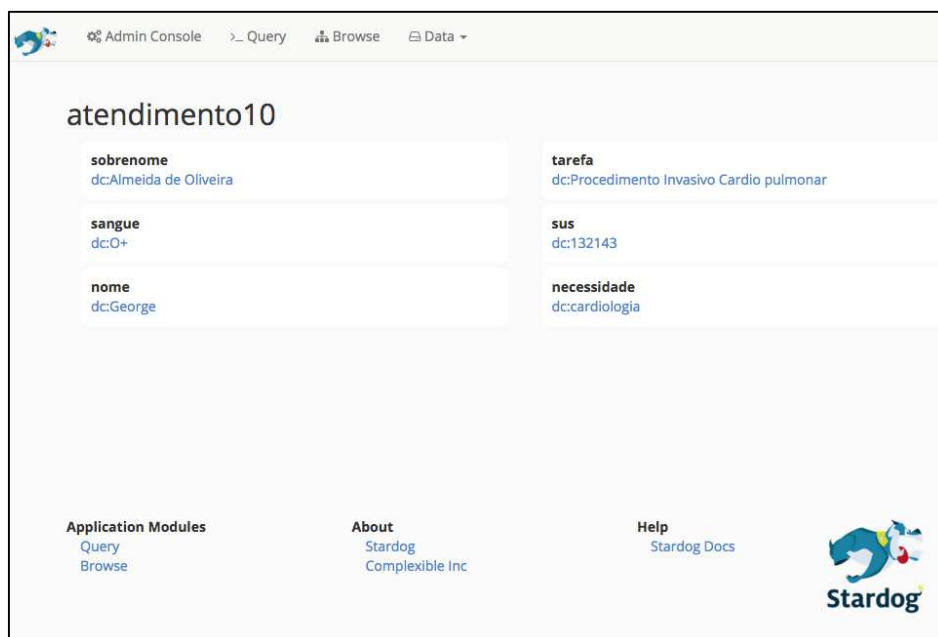 Admin Console >_ Query Browse Data
atendimento10
sobrenome
dc:Almeida de Oliveira
tarefa
dc:Procedimento Invasivo Cardio pulmonar
sangue
dc:O+
sus
dc:132143
nome
dc:George
necessidade
dc:cardiologia
Application Modules
Query
Browse
About
Stardog
Complexible Inc
Help
Stardog Docs
Stardog